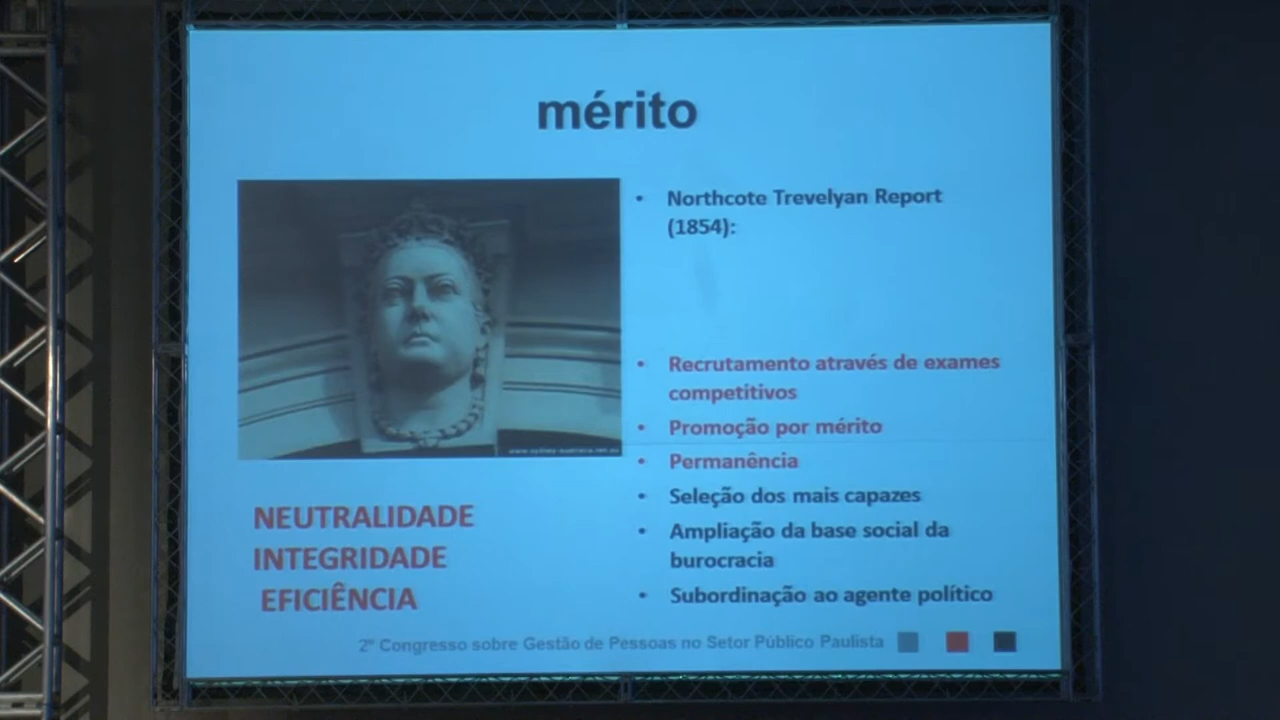 mérito
• Northcote Trevelyan Report
(1854):
• Recrutamento através de exames
competitivos
• Promoção por mérito
• Permanência
• Seleção dos mais capazes
• Ampliação da base social da
burocracia
• Subordinação ao agente político
NEUTRALIDADE
INTEGRIDADE
EFICIÊNCIA
2º Congresso sobre Gestão de Pessoas no Setor Público Paulista